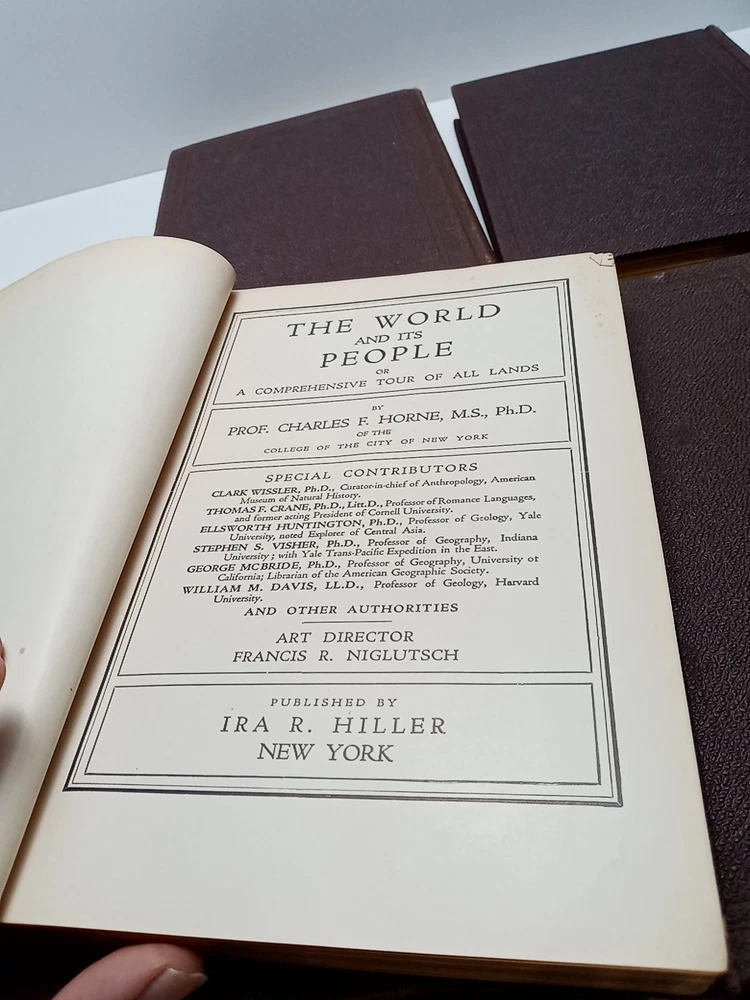 THE WORLD
AND ITS
PEOPLE
OR
A COMPREHENSIVE TOUR OF ALL LANDS
BY
PROF. CHARLES F. HORNE, M.S., Ph.D.
OF THE
COLLEGE OF THE CITY OF NEW YORK
SPECIAL CONTRIBUTORS
CLARK WISSLER, Ph.D., Curator-in-chief of Anthropology, American
Museum of Natural History.
THOMAS F. CRANE, Ph.D., Litt.D., Professor of Romance Languages,
and former acting President of Cornell University.
ELLSWORTH HUNTINGTON, Ph.D., Professor of Geology, Yale
University, noted Explorer of Central Asia.
STEPHEN S. VISHER, Ph.D., Professor of Geography, Indiana
University; with Yale Trans-Pacific Expedition in the East.
GEORGE McBRIDE, Ph.D., Professor of Geography, University of
California; Librarian of the American Geographic Society.
WILLIAM M. DAVIS, LL.D., Professor of Geology, Harvard
University.
AND OTHER AUTHORITIES
ART DIRECTOR
FRANCIS R. NIGLUTSCH
PUBLISHED BY
IRA R. HILLER
NEW YORK